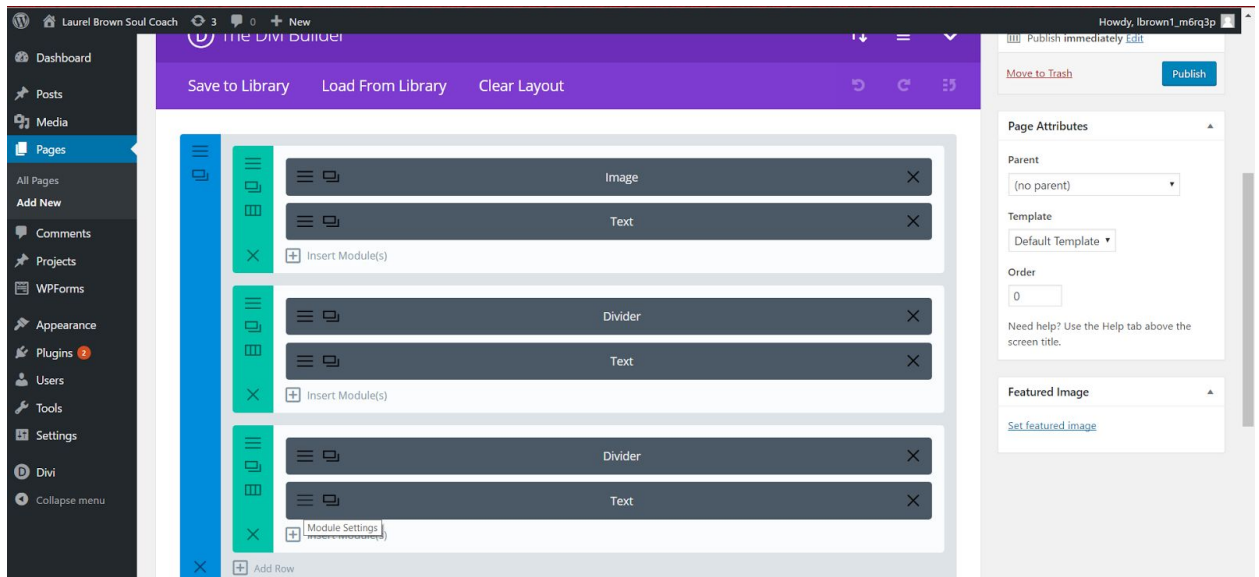 Laurel Brown Soul Coach 3 0 + New Howdy, lbrown1_m6rq3p
Dashboard
Posts
Media
Pages
All Pages
Add New
Comments
Projects
WPForms
Appearance
Plugins 2
Users
Tools
Settings
Divi
Collapse menu
D The Divi Builder
Save to Library Load From Library Clear Layout
Image
Text
Insert Module(s)
Divider
Text
Insert Module(s)
Divider
Text
Module Settings
Insert Module(s)
Add Row
Publish immediately Edit
Move to Trash Publish
Page Attributes
Parent
(no parent)
Template
Default Template
Order
0
Need help? Use the Help tab above the
screen title.
Featured Image
Set featured image